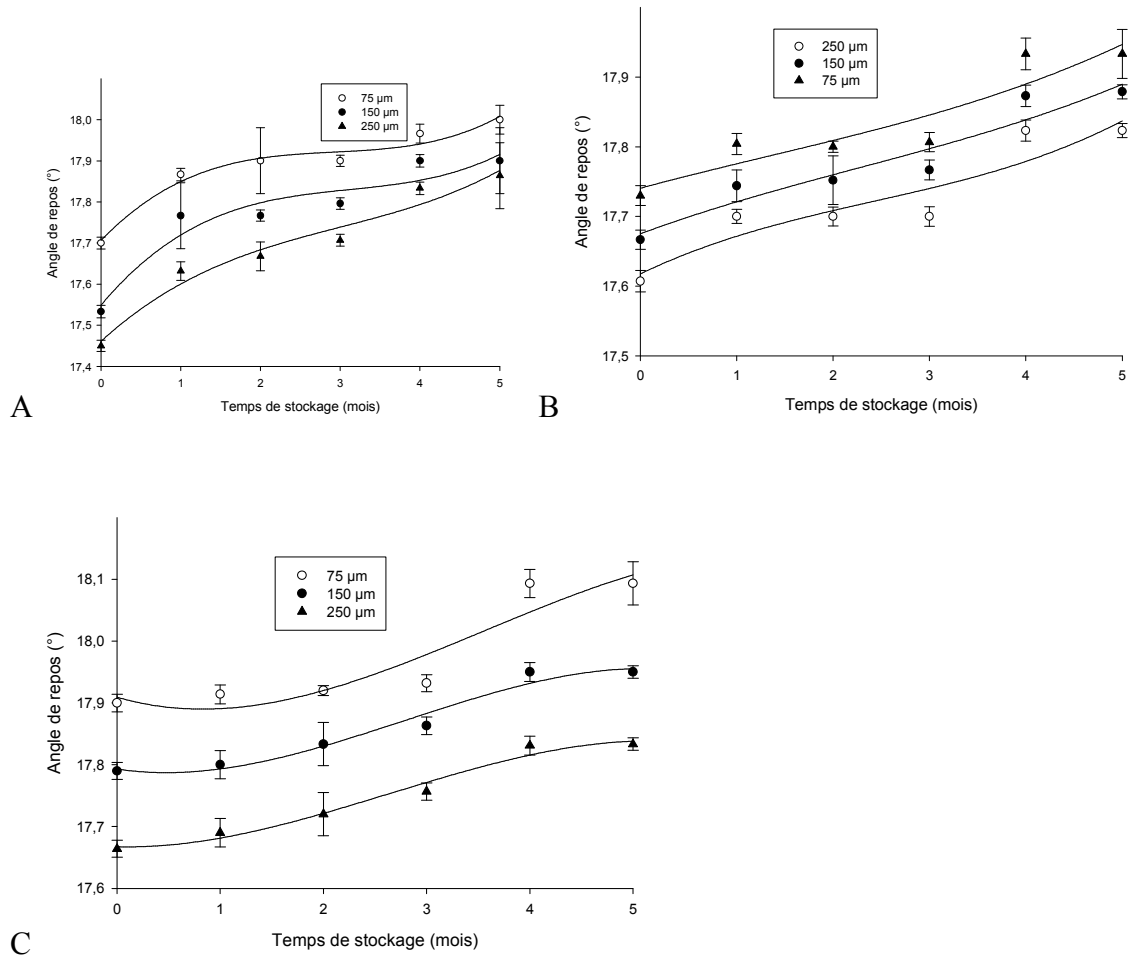 75 µm
150 µm
250 µm
Angle de repos (°)
18,0
17,9
17,8
17,7
17,6
17,5
17,4
0 1 2 3 4 5
Temps de stockage (mois)
A
250 µm
150 µm
75 µm
Angle de repos (°)
17,9
17,8
17,7
17,6
17,5
0 1 2 3 4 5
Temps de stockage (mois)
B
75 µm
150 µm
250 µm
Angle de repos (°)
18,1
18,0
17,9
17,8
17,7
17,6
0 1 2 3 4 5
Temps de stockage (mois)
C